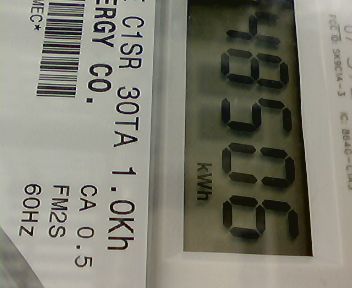 48506
kWh
C1SR 30TA 1.0Kh
ERGY CO. CA 0.5
FM2S
MEC* 60Hz